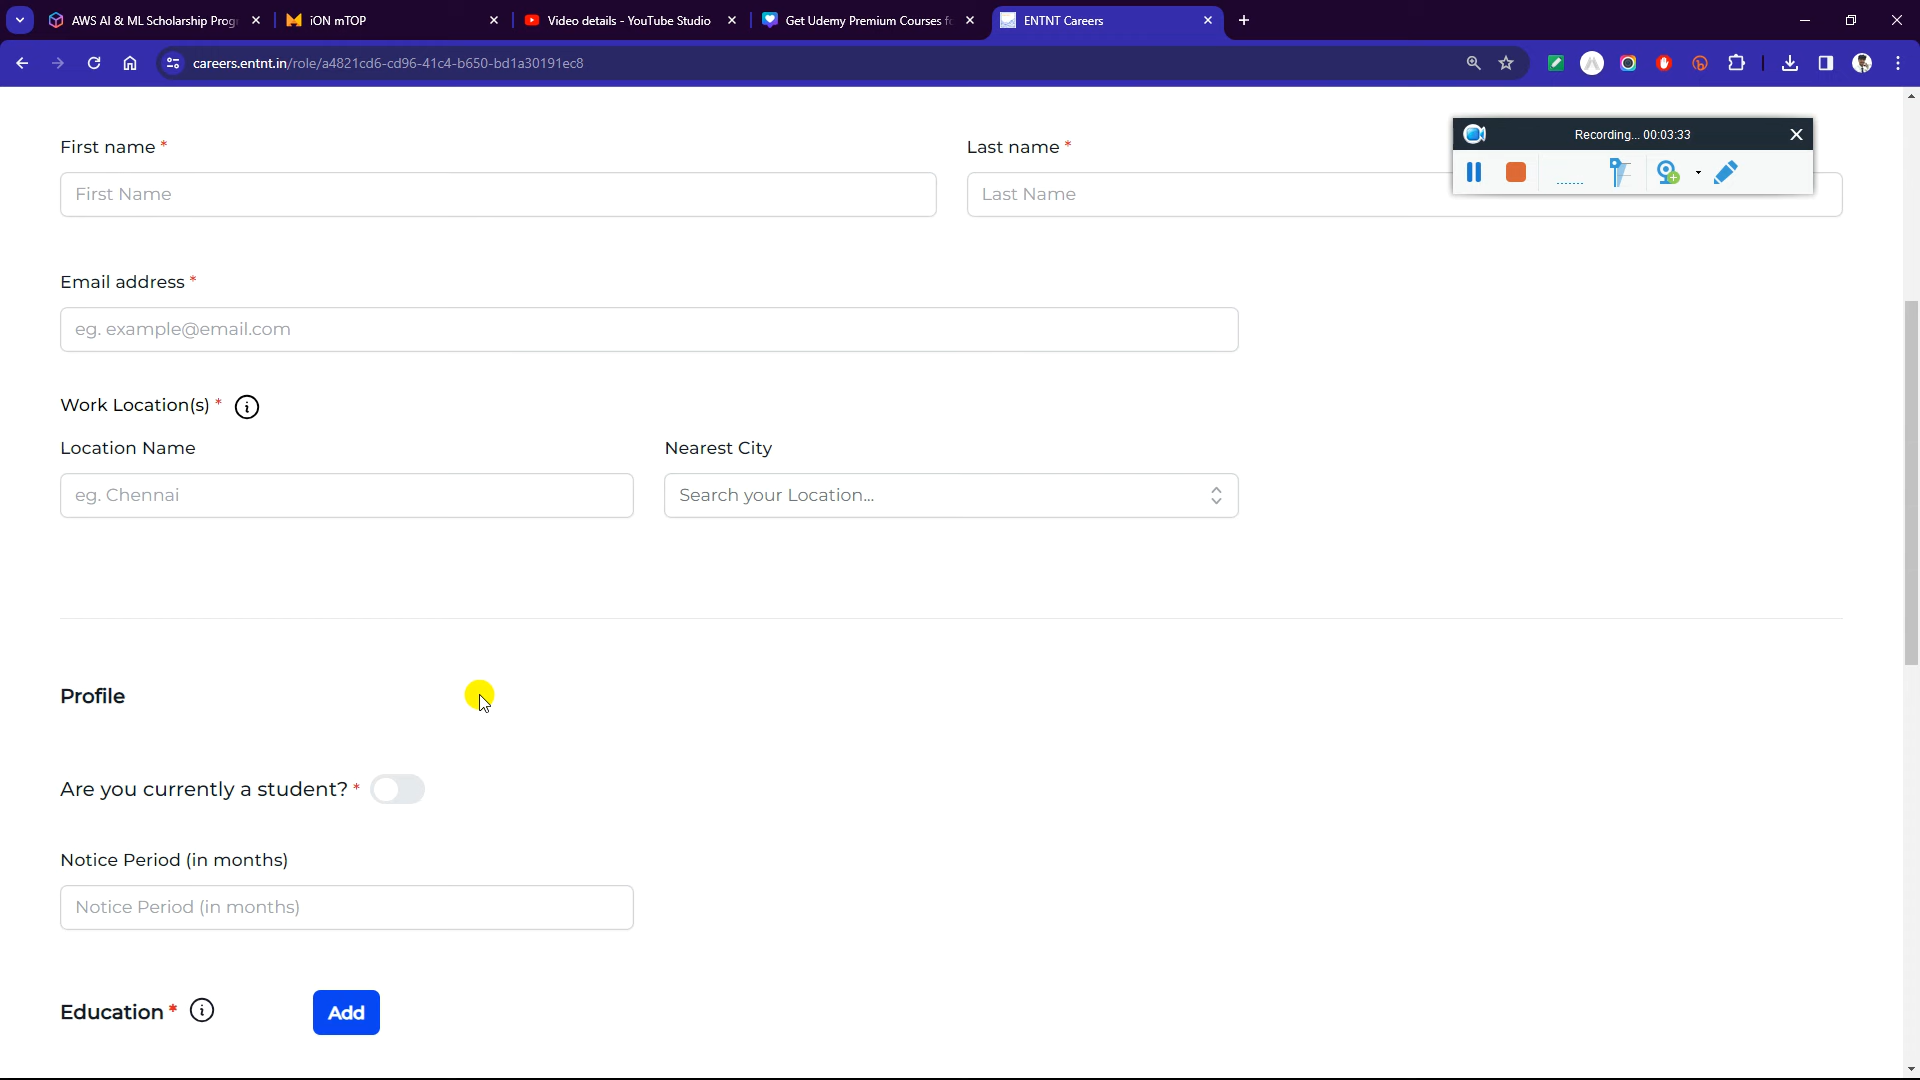 AWS AI & ML Scholarship Prog
iON mTOP
Video details - YouTube Studio
Get Udemy Premium Courses f
ENTNT Careers
careers.entnt.in/role/a4821cd6-cd96-41c4-b650-bd1a30191ec8
Recording... 00:03:33
First name *
Last name *
First Name
Last Name
Email address *
eg. example@email.com
Work Location(s) *
Location Name
Nearest City
eg. Chennai
Search your Location...
Profile
Are you currently a student? *
Notice Period (in months)
Notice Period (in months)
Education *
Add